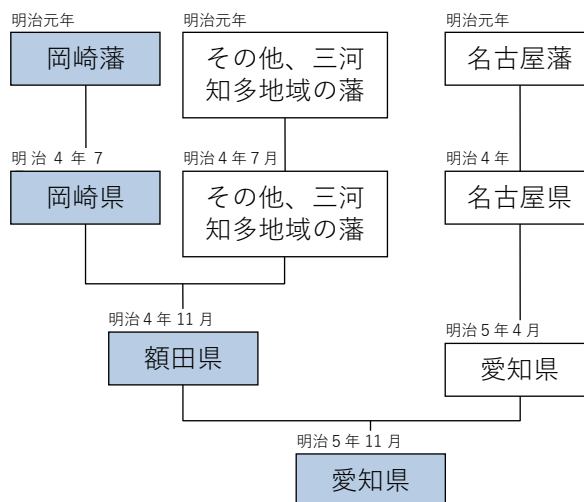 明治元年
明治元年
明治元年
岡崎藩
その他、三河
知多地域の藩
名古屋藩
明治4年7
明治4年7月
明治4年
岡崎県
その他、三河
知多地域の藩
名古屋県
明治4年11月
明治5年4月
額田県
愛知県
明治5年11月
愛知県